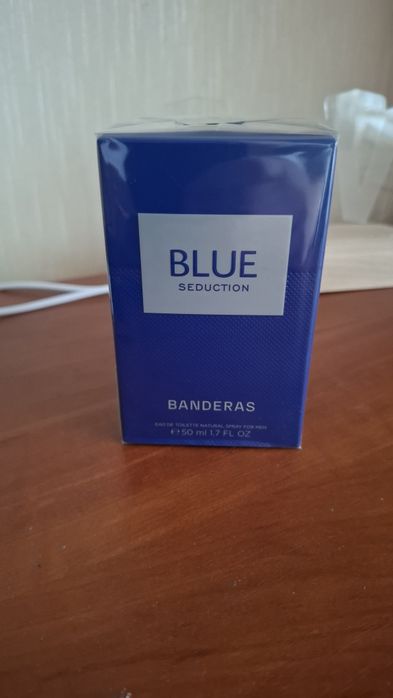 BLUE
SEDUCTION
BANDERAS
EAU DE TOILETTE NATURAL SPRAY FOR MEN
℮ 50 ml 1.7 FL OZ